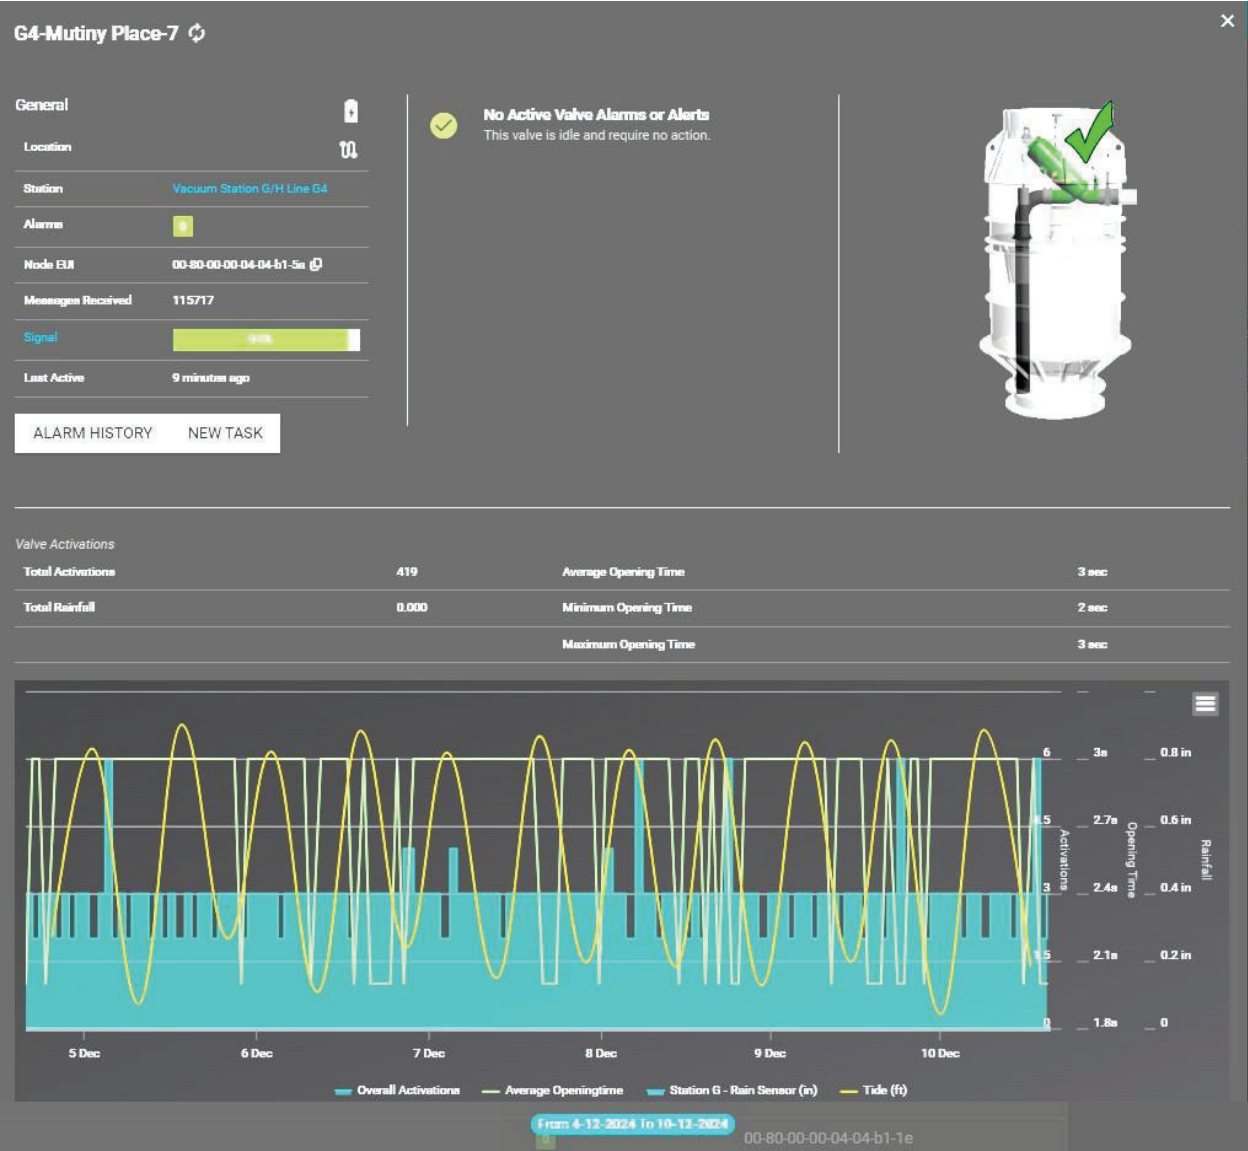 G4-Mutiny Place-7
General
No Active Valve Alarms or Alerts
This valve is idle and require no action.
Location
Station Vacuum Station G/H Line G4
Alarms
Node EUI 00-80-00-00-04-04-b1-5a
Messages Received 115717
Signal
Last Active 9 minutes ago
ALARM HISTORY NEW TASK
Valve Activations
Total Activations 419 Average Opening Time 3 sec
Total Rainfall 0.000 Minimum Opening Time 2 sec
Maximum Opening Time 3 sec
6 3s 0.8 in
4.5 2.7s 0.6 in
3 2.4s 0.4 in
1.5 2.1s 0.2 in
0 1.8s 0
Activations
Opening Time
Rainfall
5 Dec 6 Dec 7 Dec 8 Dec 9 Dec 10 Dec
Overall Activations Average Openingtime Station G - Rain Sensor (in) Tide (ft)
From 4-12-2024 To 10-12-2024
00-80-00-00-04-04-b1-1e